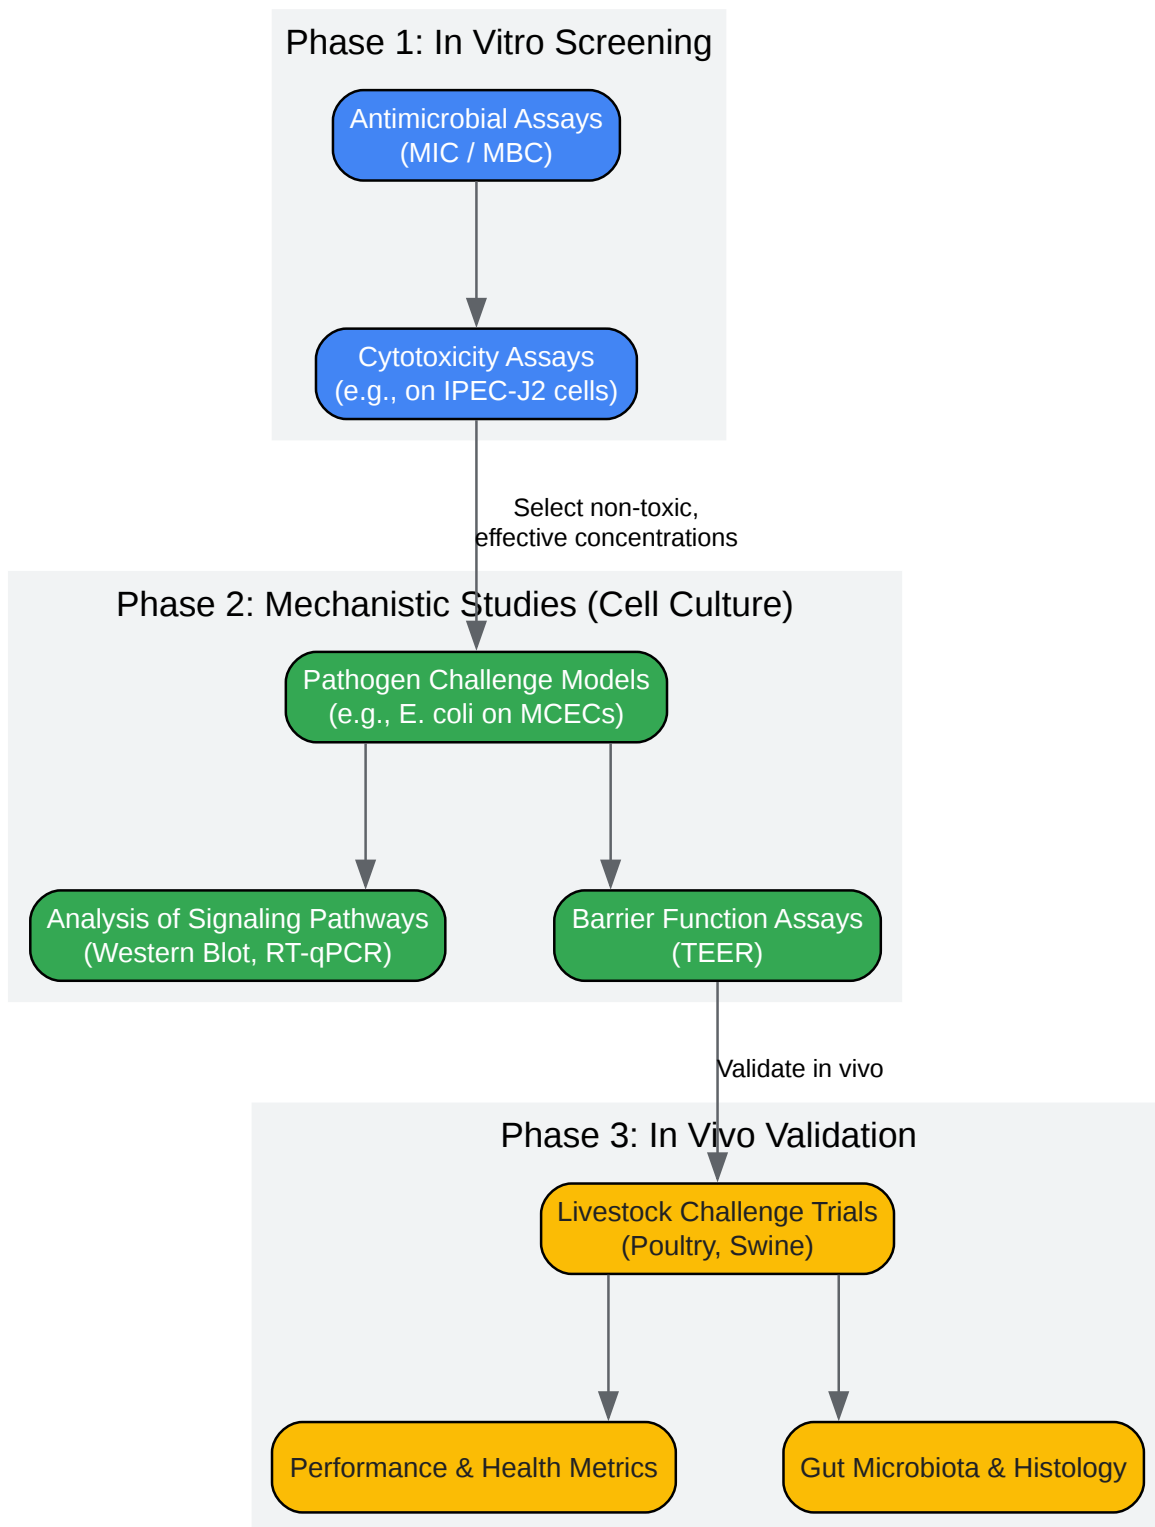 Phase 1: In Vitro Screening
Antimicrobial Assays
(MIC / MBC)
Cytotoxicity Assays
(e.g., on IPEC-J2 cells)
Select non-toxic,
effective concentrations
Phase 2: Mechanistic Studies (Cell Culture)
Pathogen Challenge Models
(e.g., E. coli on MCECs)
Analysis of Signaling Pathways
(Western Blot, RT-qPCR)
Barrier Function Assays
(TEER)
Validate in vivo
Phase 3: In Vivo Validation
Livestock Challenge Trials
(Poultry, Swine)
Performance & Health Metrics
Gut Microbiota & Histology